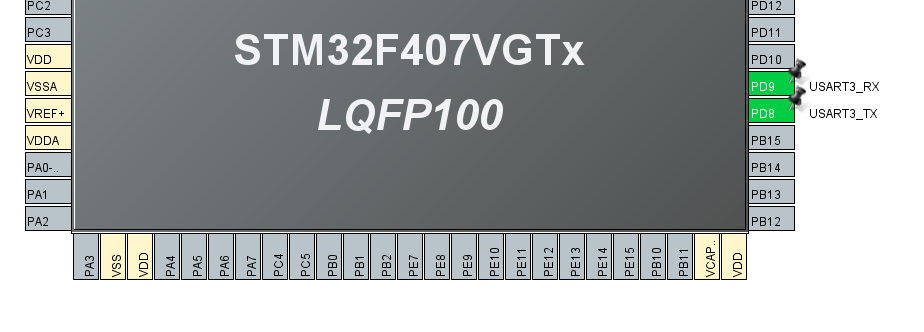 PC2
PC3
VDD
VSSA
VREF+
VDDA
PA0-..
PA1
PA2
STM32F407VGTx
LQFP100
PD12
PD11
PD10
PD9 USART3_RX
PD8 USART3_TX
PB15
PB14
PB13
PB12
PA3
VSS
VDD
PA4
PA5
PA6
PA7
PC4
PC5
PB0
PB1
PB2
PE7
PE8
PE9
PE10
PE11
PE12
PE13
PE14
PE15
PB10
PB11
VCAP..
VDD